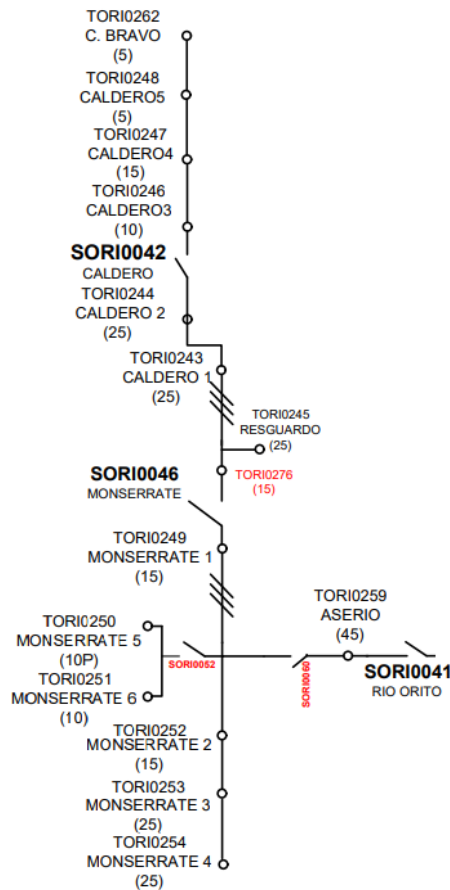 TORI0262
C. BRAVO
(5)
TORI0248
CALDERO5
(5)
TORI0247
CALDERO4
(15)
TORI0246
CALDERO3
(10)
SORI0042
CALDERO
TORI0244
CALDERO 2
(25)
TORI0243
CALDERO 1
(25)
TORI0245
RESGUARDO
(25)
TORI0276
(15)
SORI0046
MONSERRATE
TORI0249
MONSERRATE 1
(15)
TORI0250
MONSERRATE 5
(10P)
TORI0251
MONSERRATE 6
(10)
SORI0052
TORI0259
ASERIO
(45)
SORI0060
SORI0041
RIO ORITO
TORI0252
MONSERRATE 2
(15)
TORI0253
MONSERRATE 3
(25)
TORI0254
MONSERRATE 4
(25)